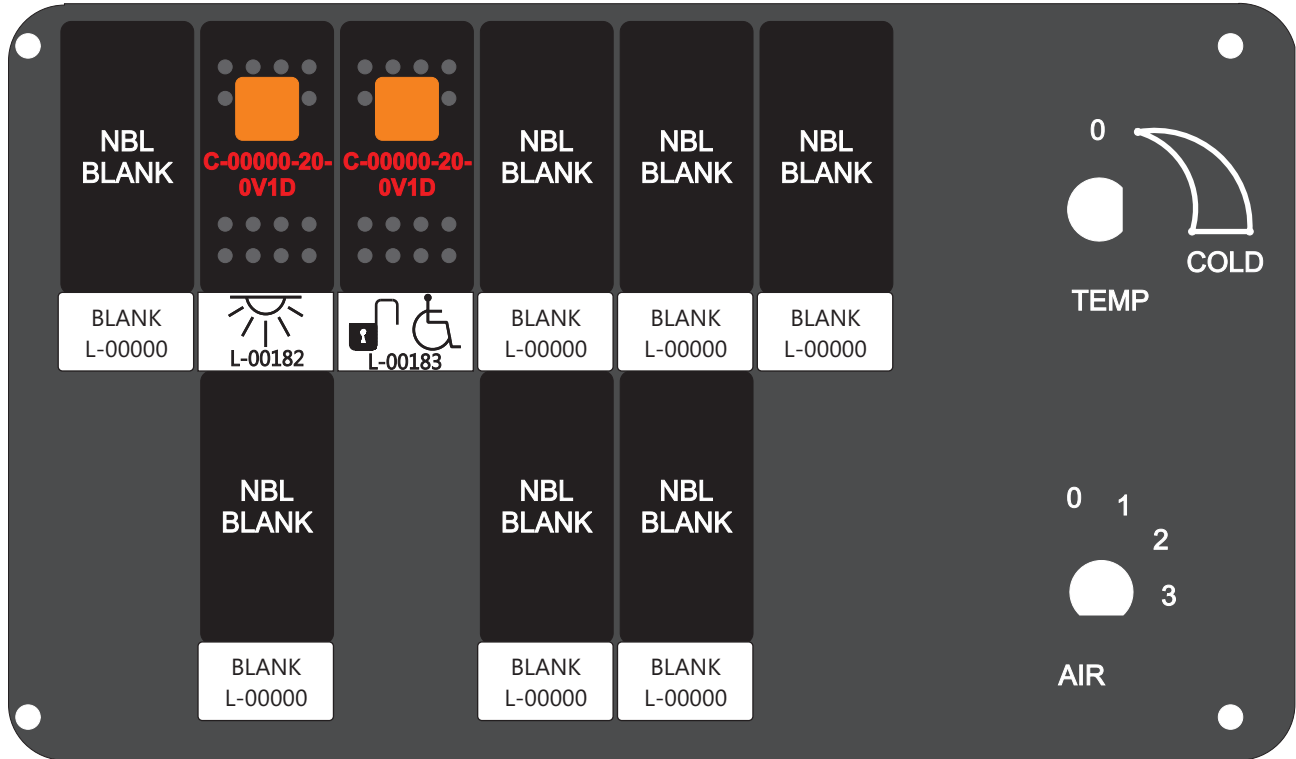 NBL
BLANK
C-00000-20-
0V1D
C-00000-20-
0V1D
NBL
BLANK
NBL
BLANK
NBL
BLANK
BLANK
L-00000
L-00182
L-00183
BLANK
L-00000
BLANK
L-00000
BLANK
L-00000
0
COLD
TEMP
NBL
BLANK
NBL
BLANK
NBL
BLANK
BLANK
L-00000
BLANK
L-00000
BLANK
L-00000
0
1
2
3
AIR